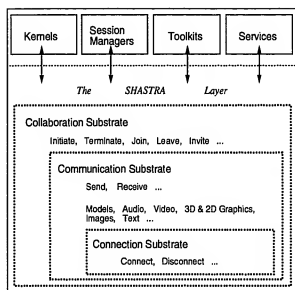 Kernels Session Managers Toolkits Services
The SHASTRA Layer
Collaboration Substrate
Initiate, Terminate, Join, Leave, Invite ...
Communication Substrate
Send, Receive ...
Models, Audio, Video, 3D & 2D Graphics,
Images, Text ...
Connection Substrate
Connect, Disconnect ...